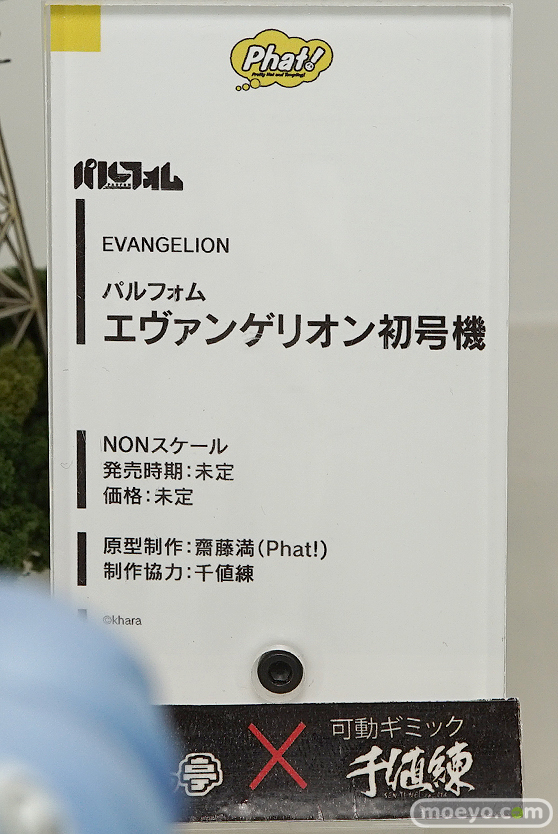 Phat!
Pretty Hot and Tempting!
パルフォム
EVANGELION
パルフォム
エヴァンゲリオン初号機
NONスケール
発売時期：未定
価格：未定
原型制作：齋藤満(Phat!)
制作協力：千値練
©khara
可動ギミック
千値練
moeyo.com